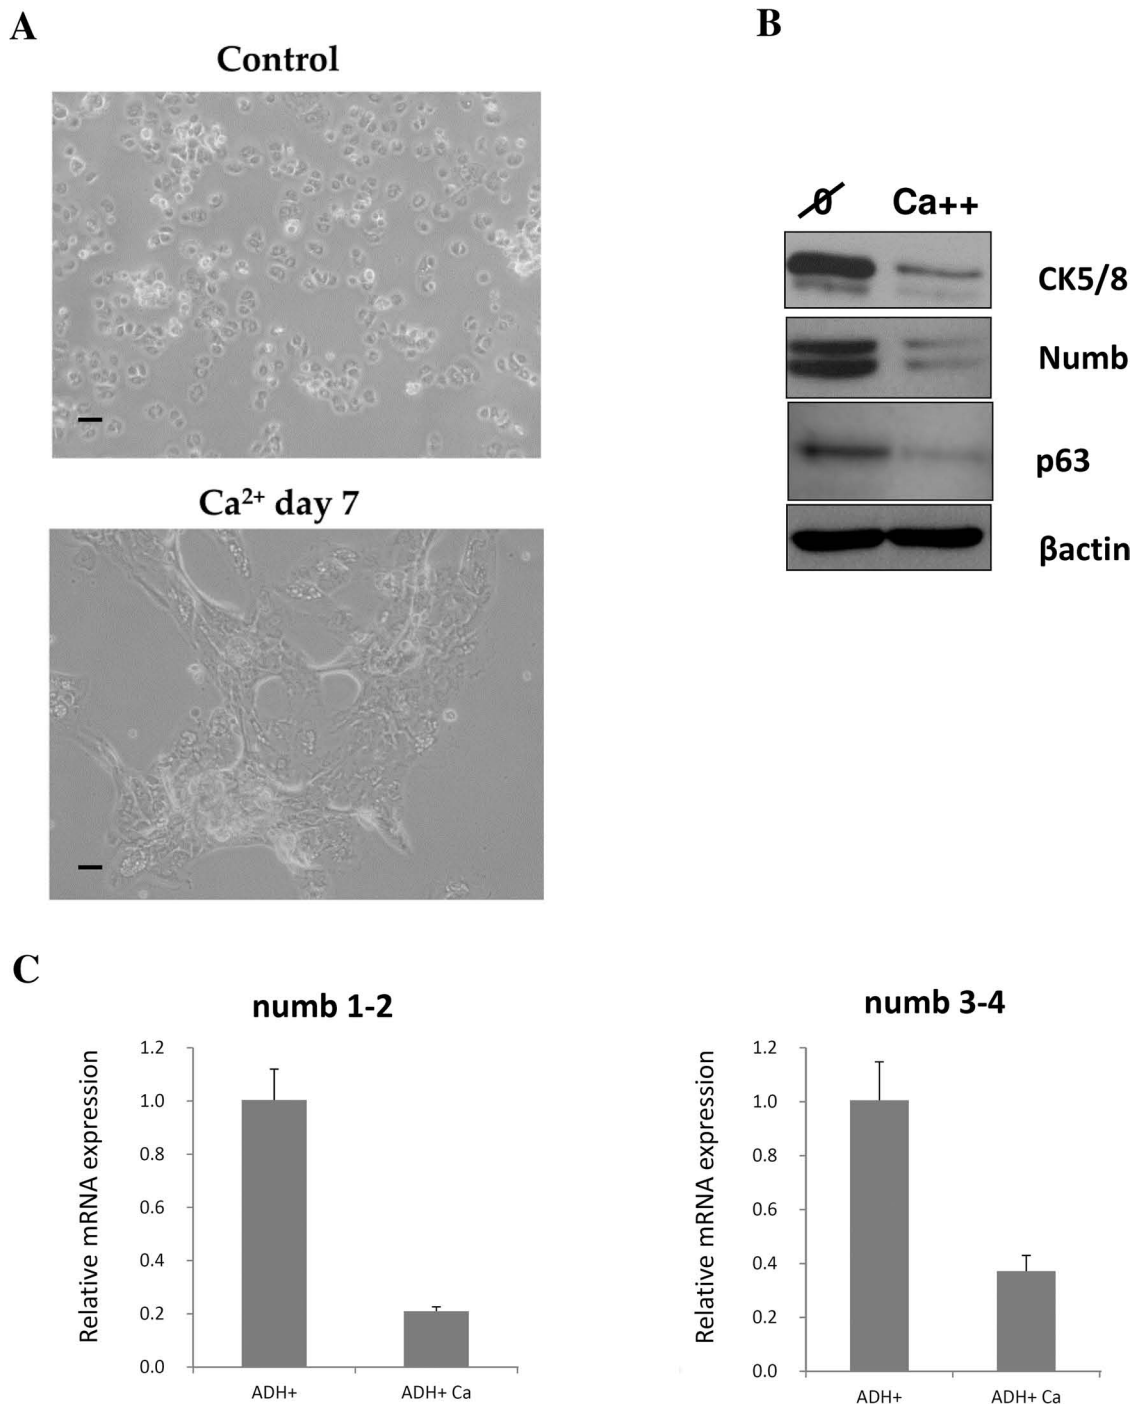 A
Control
Ca²⁺ day 7
B
0 Ca++
CK5/8
Numb
p63
βactin
C
numb 1-2
Relative mRNA expression
1.2
1.0
0.8
0.6
0.4
0.2
0.0
ADH+ ADH+ Ca
numb 3-4
Relative mRNA expression
1.2
1.0
0.8
0.6
0.4
0.2
0.0
ADH+ ADH+ Ca